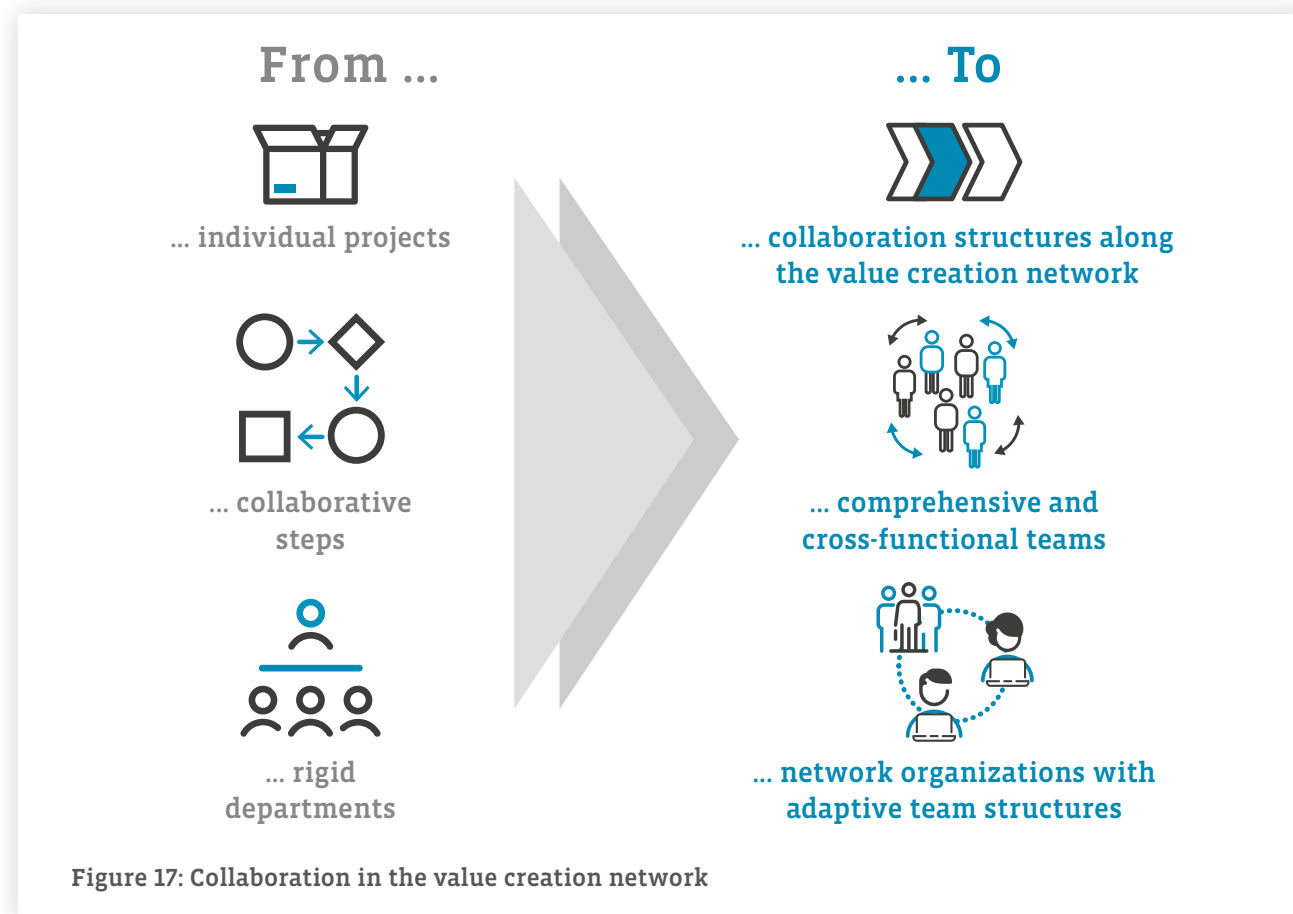 From ...
... To
... individual projects
... collaboration structures along
the value creation network
... collaborative
steps
... comprehensive and
cross-functional teams
... rigid
departments
... network organizations with
adaptive team structures
Figure 17: Collaboration in the value creation network